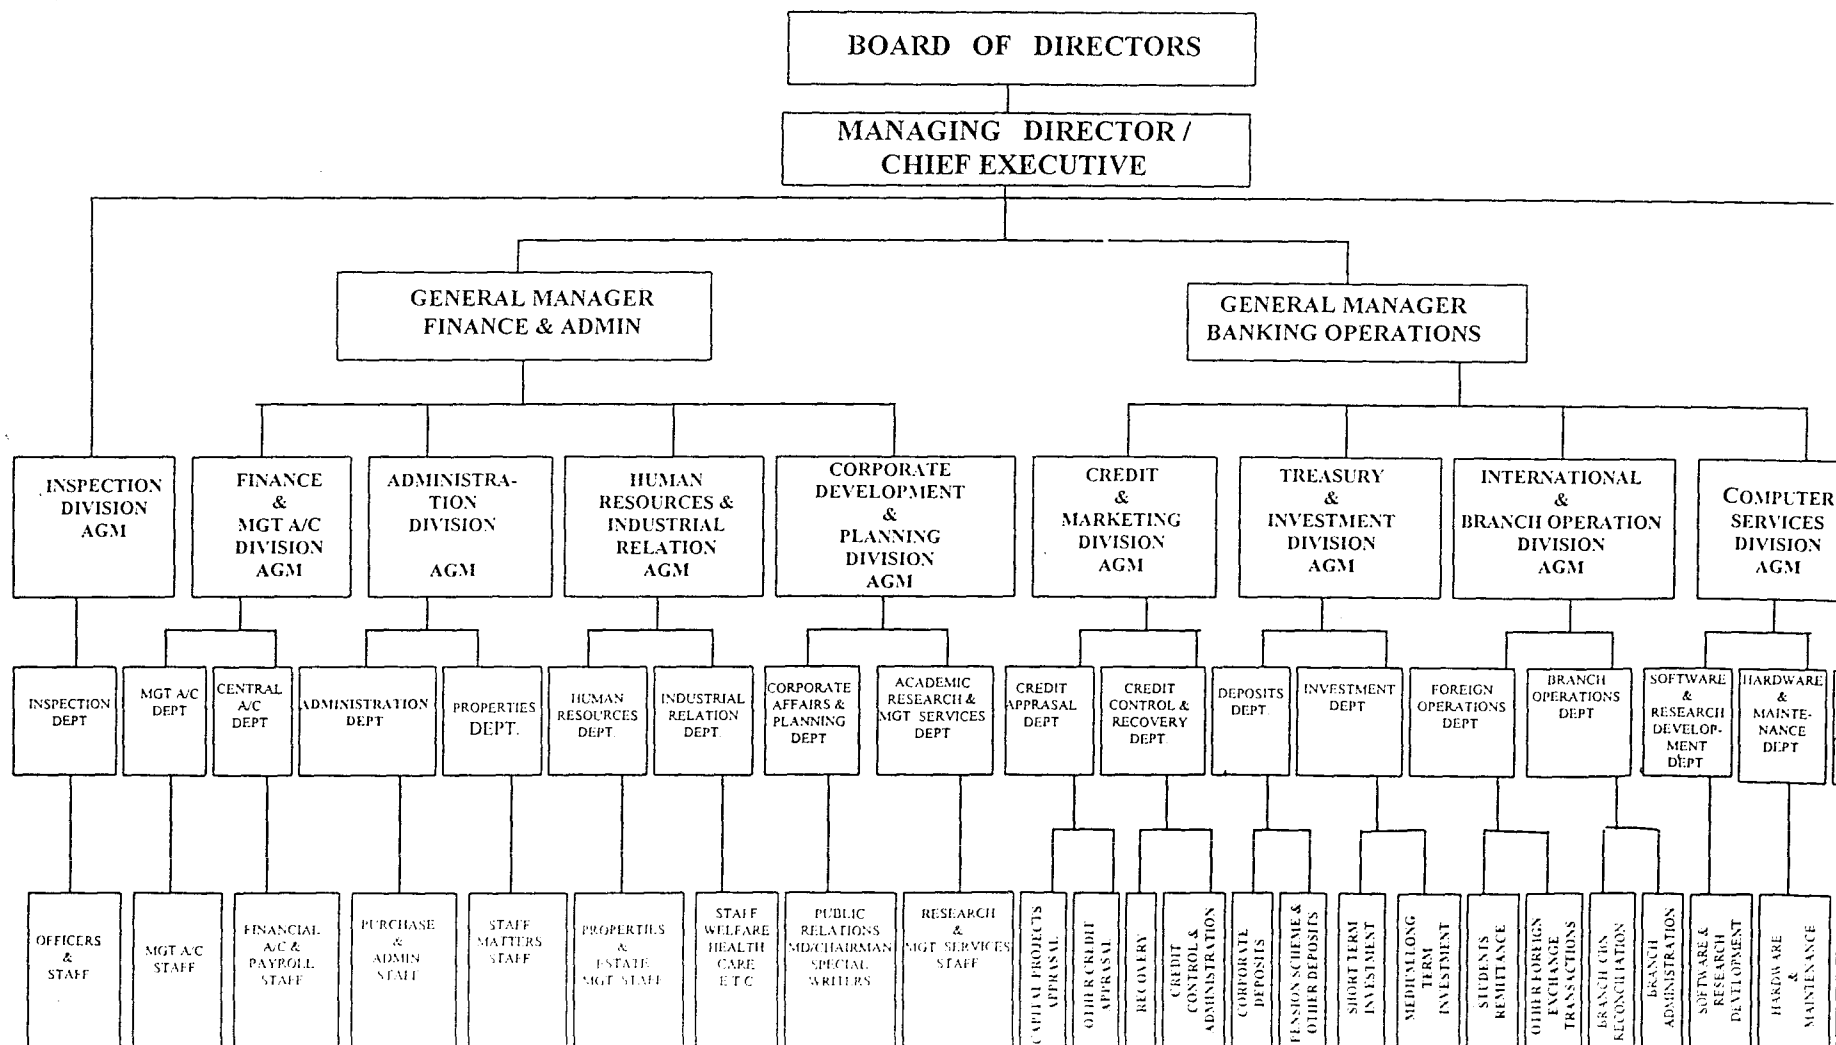 BOARD OF DIRECTORS
MANAGING DIRECTOR /
CHIEF EXECUTIVE
GENERAL MANAGER
FINANCE & ADMIN
GENERAL MANAGER
BANKING OPERATIONS
INSPECTION
DIVISION
AGM
FINANCE
&
MGT A/C
DIVISION
AGM
ADMINISTRA-
TION
DIVISION
AGM
HUMAN
RESOURCES &
INDUSTRIAL
RELATION
AGM
CORPORATE
DEVELOPMENT
&
PLANNING
DIVISION
AGM
CREDIT
&
MARKETING
DIVISION
AGM
TREASURY
&
INVESTMENT
DIVISION
AGM
INTERNATIONAL
&
BRANCH OPERATION
DIVISION
AGM
COMPUTER
SERVICES
DIVISION
AGM
INSPECTION
DEPT
MGT A/C
DEPT
CENTRAL
A/C
DEPT
ADMINISTRATION
DEPT
PROPERTIES
DEPT.
HUMAN
RESOURCES
DEPT.
INDUSTRIAL
RELATION
DEPT.
CORPORATE
AFFAIRS &
PLANNING
DEPT
ACADEMIC
RESEARCH &
MGT SERVICES
DEPT
CREDIT
APPRASAL
DEPT
CREDIT
CONTROL &
RECOVERY
DEPT.
DEPOSITS
DEPT.
INVESTMENT
DEPT
FOREIGN
OPERATIONS
DEPT
BRANCH
OPERATIONS
DEPT
SOFTWARE
&
RESEARCH
DEVELOP-
MENT
DEPT
HARDWARE
&
MAINTE-
NANCE
DEPT
OFFICERS
&
STAFF
MGT A/C
STAFF
FINANCIAL
A/C &
PAYROLL
STAFF
PURCHASE
&
ADMIN
STAFF
STAFF
MATTERS
STAFF
PROPERTIES
&
ESTATE
MGT STAFF
STAFF
WELFARE
HEALTH
CARE
E T C
PUBLIC
RELATIONS
MD/CHAIRMAN
SPECIAL
WRITERS
RESEARCH
&
MGT SERVICES
STAFF
CAPITAL PROJECTS
APPRASAL
OTHER CREDIT
APPRASAL
RECOVERY
CREDIT
CONTROL &
ADMINISTRATION
CORPORATE
DEPOSITS
PENSION SCHEME &
OTHER DEPOSITS
SHORT TERM
INVESTMENT
MEDIUM/LONG
TERM
INVESTMENT
STUDENTS
REMITTANCE
OTHER FOREIGN
EXCHANGE
TRANSACTIONS
BRANCH
RECONCILIATION
BRANCH
ADMINISTRATION
SOFTWARE &
RESEARCH
DEVELOPMENT
HARDWARE
&
MAINTENANCE